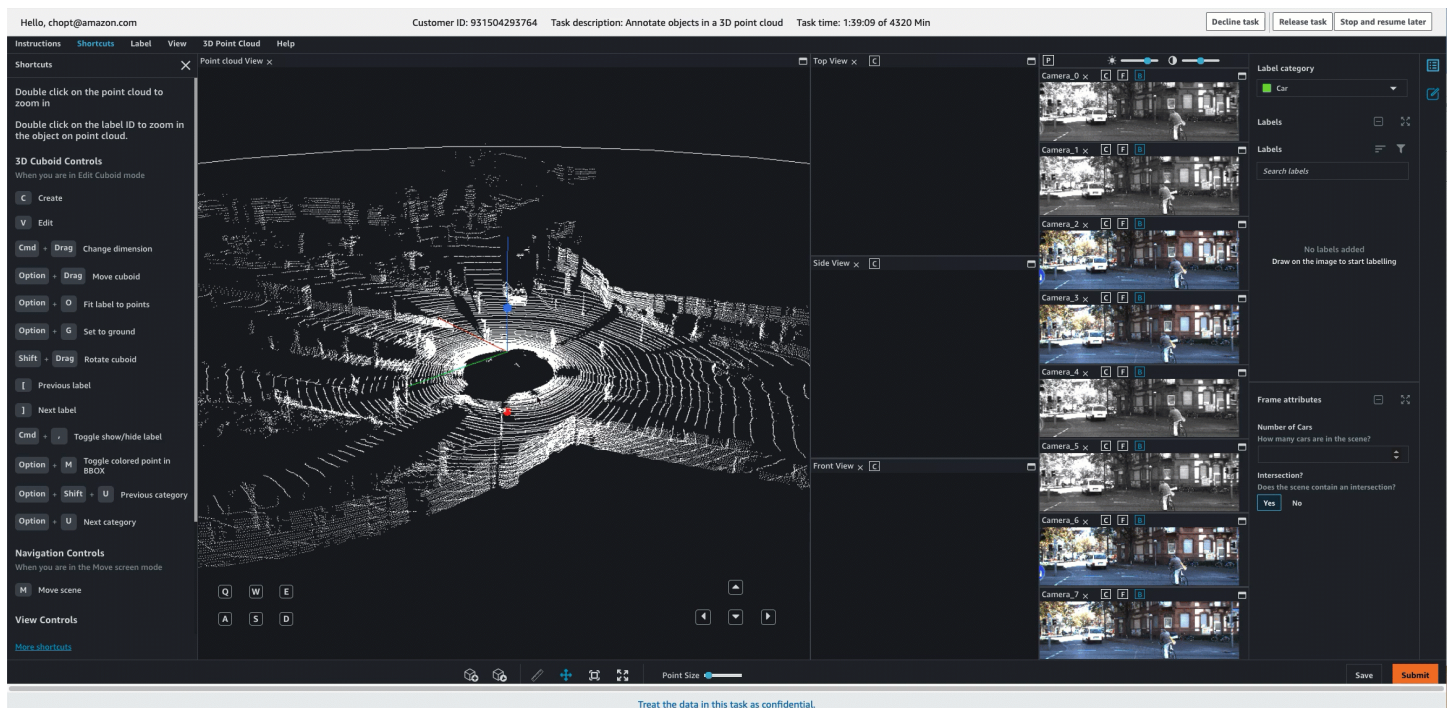 Hello, chopt@amazon.com
Customer ID: 931504293764 Task description: Annotate objects in a 3D point cloud Task time: 1:39:09 of 4320 Min
Decline task Release task Stop and resume later
Instructions Shortcuts Label View 3D Point Cloud Help
Shortcuts
Double click on the point cloud to
zoom in
Double click on the label ID to zoom in
the object on point cloud.
3D Cuboid Controls
When you are in Edit Cuboid mode
C Create
V Edit
Cmd + Drag Change dimension
Option + Drag Move cuboid
Option + O Fit label to points
Option + G Set to ground
Shift + Drag Rotate cuboid
[ Previous label
] Next label
Cmd + , Toggle show/hide label
Option + M Toggle colored point in
BBOX
Option + Shift + U Previous category
Option + U Next category
Navigation Controls
When you are in the Move screen mode
M Move scene
View Controls
More shortcuts
Point cloud View
Q W E
A S D
Top View C
Side View C
Front View C
P
Camera_0 C F B
Camera_1 C F B
Camera_2 C F B
Camera_3 C F B
Camera_4 C F B
Camera_5 C F B
Camera_6 C F B
Camera_7 C F B
Label category
Car
Labels
Labels
Search labels
No labels added
Draw on the image to start labelling
Frame attributes
Number of Cars
How many cars are in the scene?
Intersection?
Does the scene contain an intersection?
Yes No
Point Size
Save Submit
Treat the data in this task as confidential.